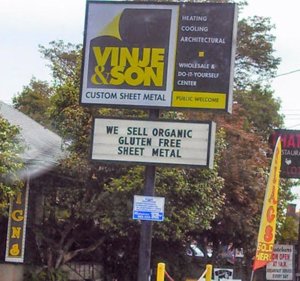 HEATING
COOLING
ARCHITECTURAL
WHOLESALE &
DO-IT-YOURSELF
CENTER
PUBLIC WELCOME
VINJE
&SON
CUSTOM SHEET METAL
WE SELL ORGANIC
GLUTEN FREE
SHEET METAL
OPEN